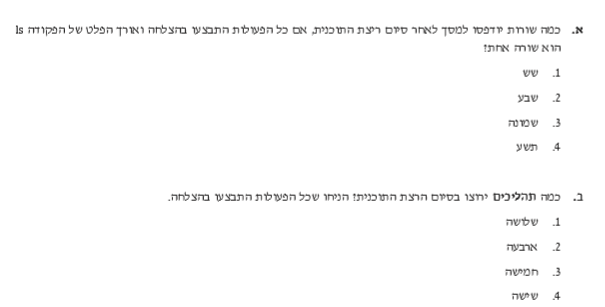 א. כמה שורות יודפסו למסך לאחר סיום ריצת התוכנית, אם כל הפעולות התבצעו בהצלחה ואורך הפלט של הפקודה ls
הוא שורה אחת?
1. שש
2. שבע
3. שמונה
4. תשע
ב. כמה תהליכים ירוצו בסיום הרצת התוכנית? הניחו שכל הפעולות התבצעו בהצלחה.
1. שלושה
2. ארבעה
3. חמישה
4. שישה